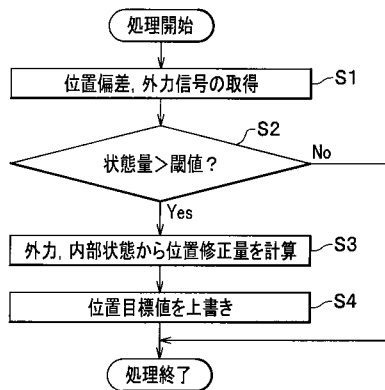 処理開始
位置偏差,外力信号の取得
S1
S2
状態量>閾値?
No
Yes
外力,内部状態から位置修正量を計算
S3
位置目標値を上書き
S4
処理終了